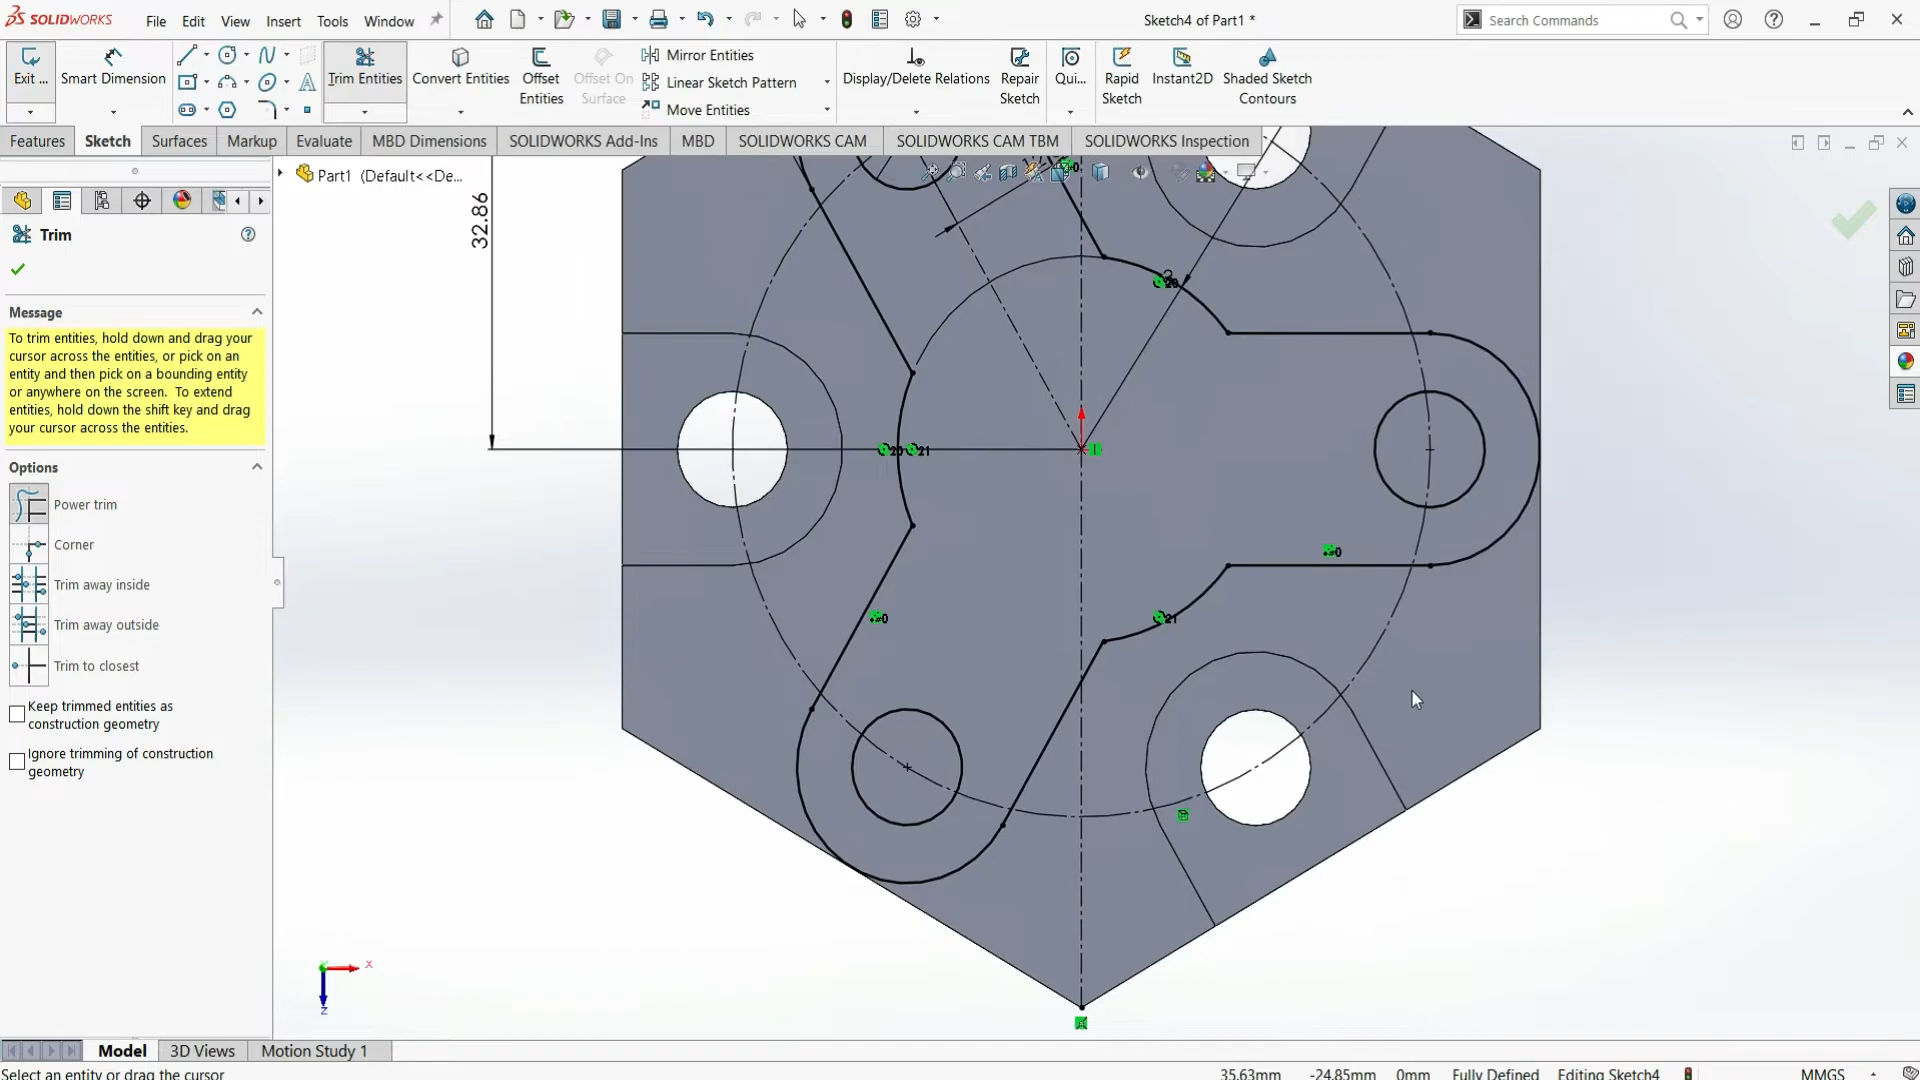 SOLIDWORKS
File
Edit
View
Insert
Tools
Window
Sketch4 of Part1 *
Search Commands
Exit ...
Smart Dimension
Trim Entities
Convert Entities
Offset
Entities
Offset On
Surface
Mirror Entities
Linear Sketch Pattern
Move Entities
Display/Delete Relations
Repair
Sketch
Qui...
Rapid
Sketch
Instant2D
Shaded Sketch
Contours
Features
Sketch
Surfaces
Markup
Evaluate
MBD Dimensions
SOLIDWORKS Add-Ins
MBD
SOLIDWORKS CAM
SOLIDWORKS CAM TBM
SOLIDWORKS Inspection
Part1 (Default<<De...
Trim
Message
To trim entities, hold down and drag your
cursor across the entities, or pick on an
entity and then pick on a bounding entity
or anywhere on the screen. To extend
entities, hold down the shift key and drag
your cursor across the entities.
Options
Power trim
Corner
Trim away inside
Trim away outside
Trim to closest
Keep trimmed entities as
construction geometry
Ignore trimming of construction
geometry
32.86
20
20
21
0
0
21
X
Z
Model
3D Views
Motion Study 1
Select an entity or drag the cursor
35.63mm
-24.85mm
0mm
Fully Defined
Editing Sketch4
MMGS